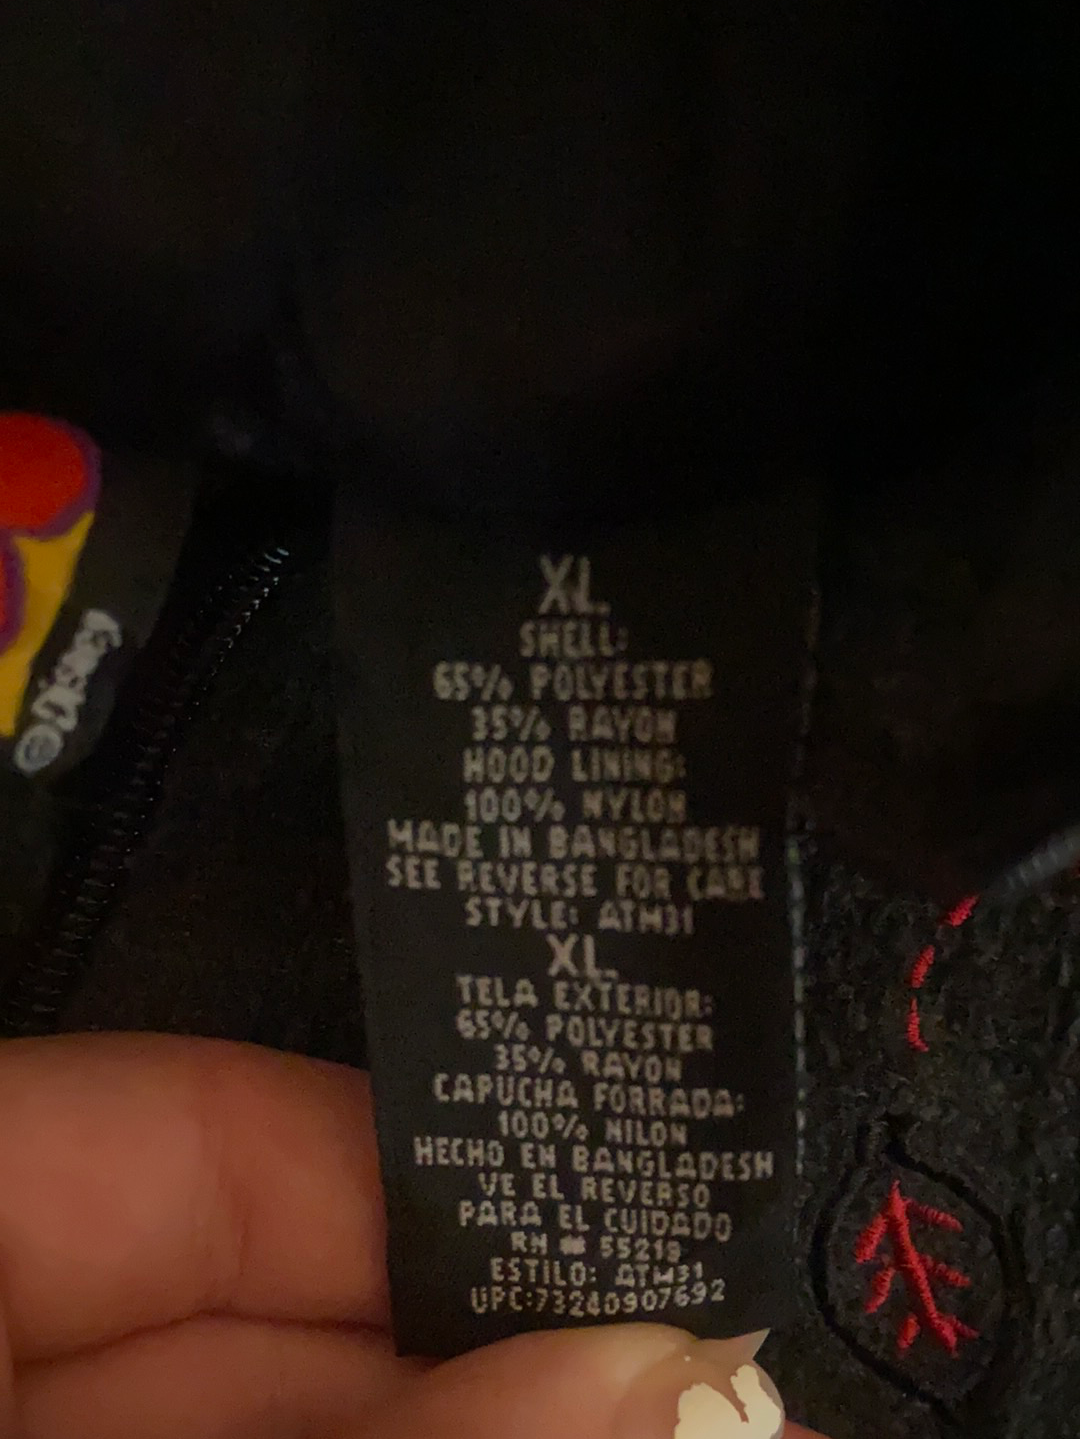 ©Disney
XL
SHELL:
65% POLYESTER
35% RAYON
HOOD LINING:
100% NYLON
MADE IN BANGLADESH
SEE REVERSE FOR CARE
STYLE: ATM31
XL
TELA EXTERIOR:
65% POLYESTER
35% RAYON
CAPUCHA FORRADA:
100% NILON
HECHO EN BANGLADESH
VE EL REVERSO
PARA EL CUIDADO
RN # 55219
ESTILO: ATM31
UPC:73240907692